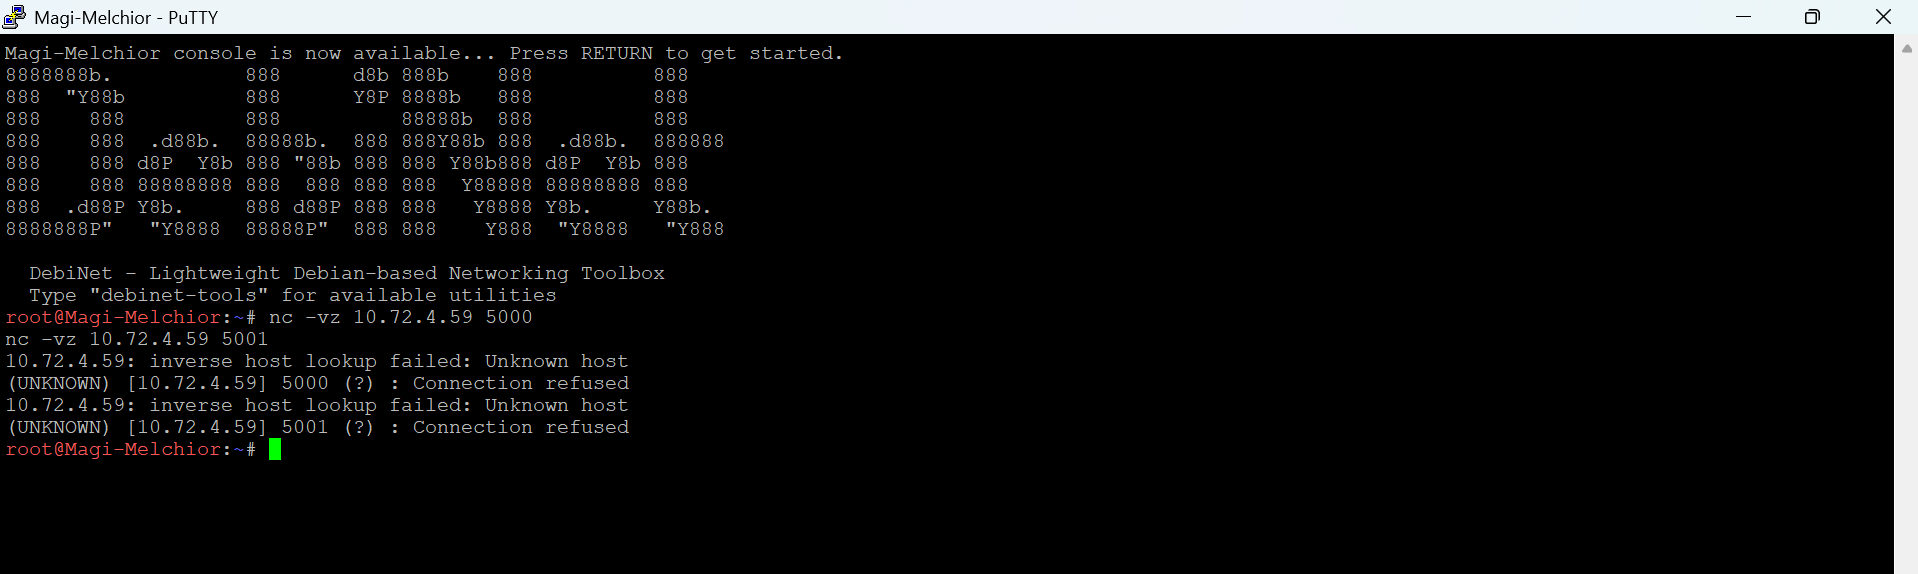 Magi-Melchior - PuTTY
Magi-Melchior console is now available... Press RETURN to get started.
8888888b.           888      d8b 888b    888          888
888  "Y88b          888      Y8P 8888b   888          888
888    888          888          88888b  888          888
888    888  .d88b.  88888b.  888 888Y88b 888  .d88b.  888888
888    888 d8P  Y8b 888 "88b 888 888 Y88b888 d8P  Y8b 888
888    888 88888888 888  888 888 888  Y88888 88888888 888
888  .d88P Y8b.     888 d88P 888 888   Y8888 Y8b.     Y88b.
8888888P"   "Y8888  88888P"  888 888    Y888  "Y8888   "Y888
DebiNet - Lightweight Debian-based Networking Toolbox
Type "debinet-tools" for available utilities
root@Magi-Melchior:~# nc -vz 10.72.4.59 5000
nc -vz 10.72.4.59 5001
10.72.4.59: inverse host lookup failed: Unknown host
(UNKNOWN) [10.72.4.59] 5000 (?) : Connection refused
10.72.4.59: inverse host lookup failed: Unknown host
(UNKNOWN) [10.72.4.59] 5001 (?) : Connection refused
root@Magi-Melchior:~#